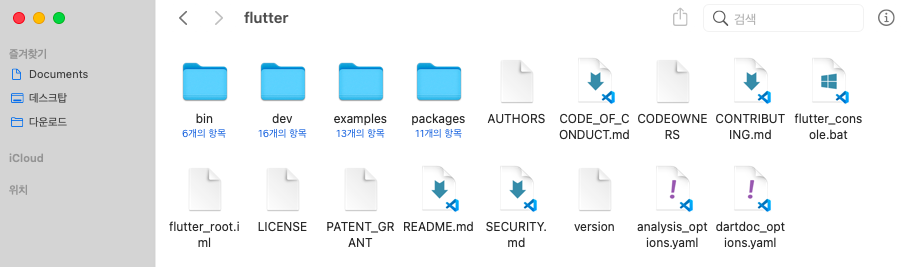 flutter
검색
즐겨찾기
Documents
데스크탑
다운로드
iCloud
위치
bin
6개의 항목
dev
16개의 항목
examples
13개의 항목
packages
11개의 항목
AUTHORS
CODE_OF_C
ONDUCT.md
CODEOWNE
RS
CONTRIBUT
ING.md
flutter_cons
ole.bat
flutter_root.i
ml
LICENSE
PATENT_GR
ANT
README.md
SECURITY.
md
version
analysis_opt
ions.yaml
dartdoc_opt
ions.yaml